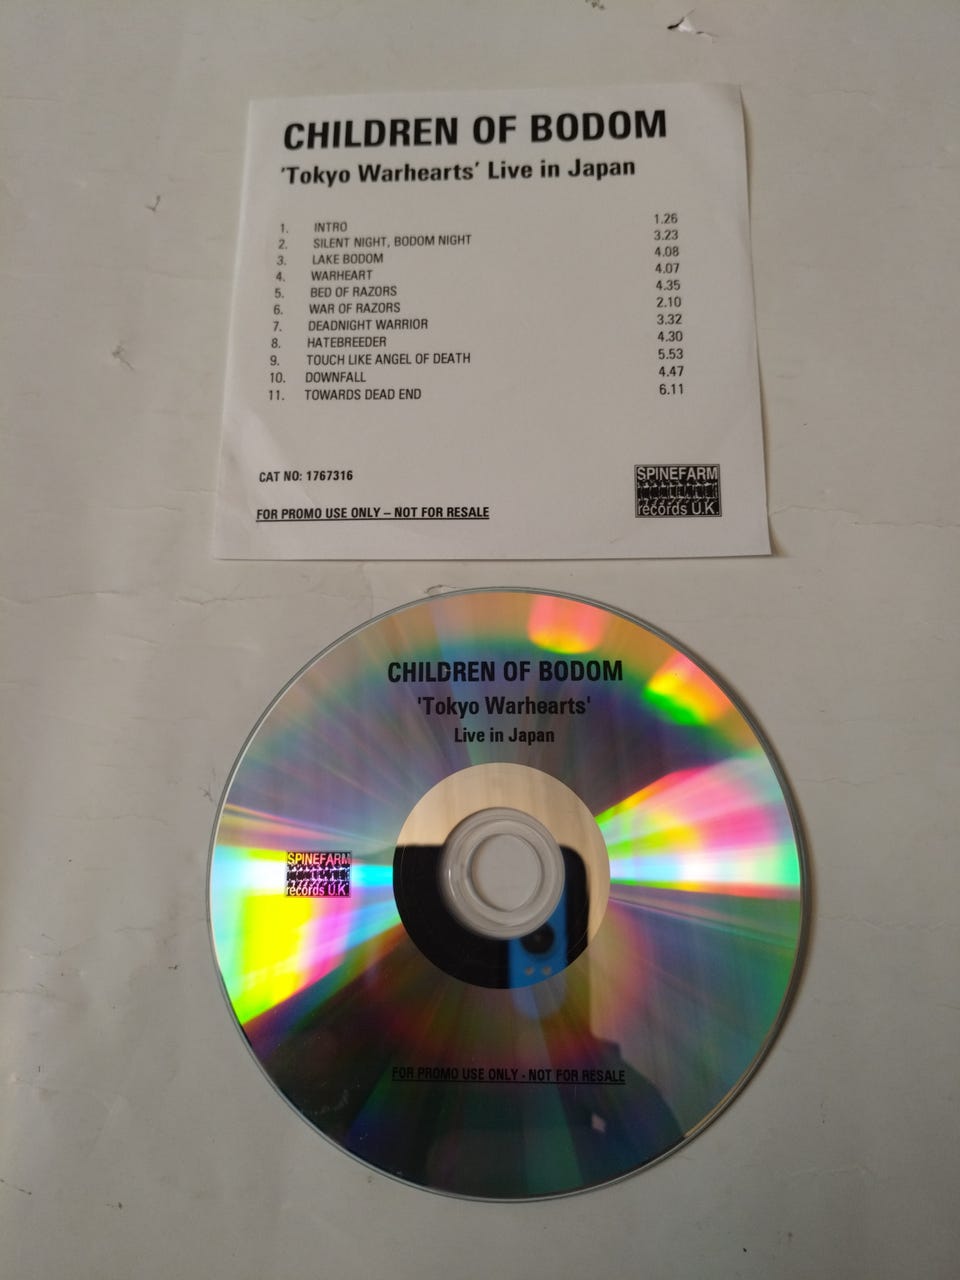 CHILDREN OF BODOM
'Tokyo Warhearts' Live in Japan
1. INTRO 1.26
2. SILENT NIGHT, BODOM NIGHT 3.23
3. LAKE BODOM 4.08
4. WARHEART 4.07
5. BED OF RAZORS 4.35
6. WAR OF RAZORS 2.10
7. DEADNIGHT WARRIOR 3.32
8. HATEBREEDER 4.30
9. TOUCH LIKE ANGEL OF DEATH 5.53
10. DOWNFALL 4.47
11. TOWARDS DEAD END 6.11
CAT NO: 1767316
SPINEFARM
records U.K.
FOR PROMO USE ONLY – NOT FOR RESALE
CHILDREN OF BODOM
'Tokyo Warhearts'
Live in Japan
SPINEFARM
records U.K.
FOR PROMO USE ONLY - NOT FOR RESALE